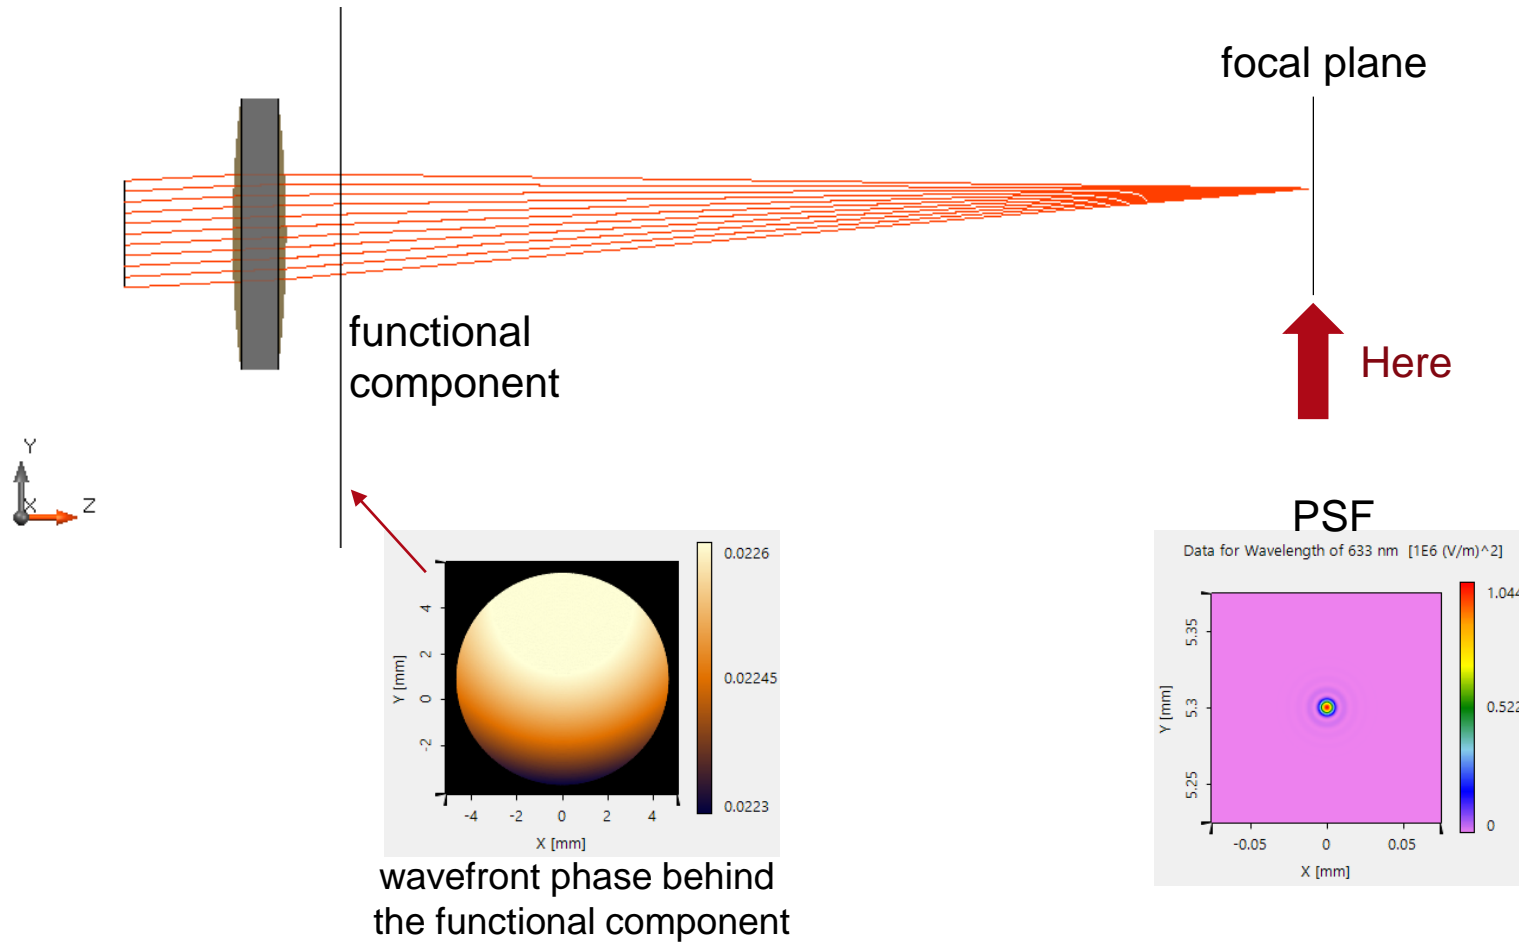 focal plane
functional
component
Here
Y
X
Z
PSF
Data for Wavelength of 633 nm [1E6 (V/m)^2]
Y [mm]
4
2
0
-2
-4
-2
0
2
4
X [mm]
0.0226
0.02245
0.0223
wavefront phase behind
the functional component
Y [mm]
5.35
5.3
5.25
-0.05
0
0.05
X [mm]
1.044
0.522
0